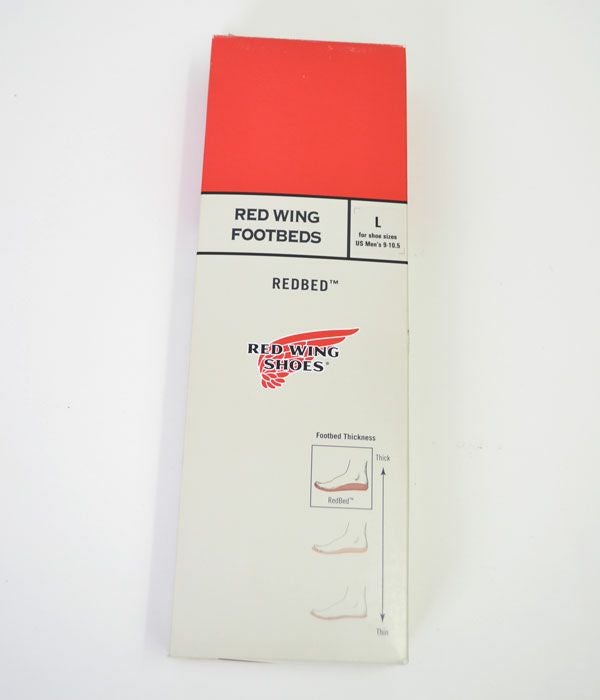 RED WING
FOOTBEDS
L
for shoe sizes
US Men's 9-10.5
REDBED™
RED WING
SHOES®
Footbed Thickness
Thick
RedBed™
Thin